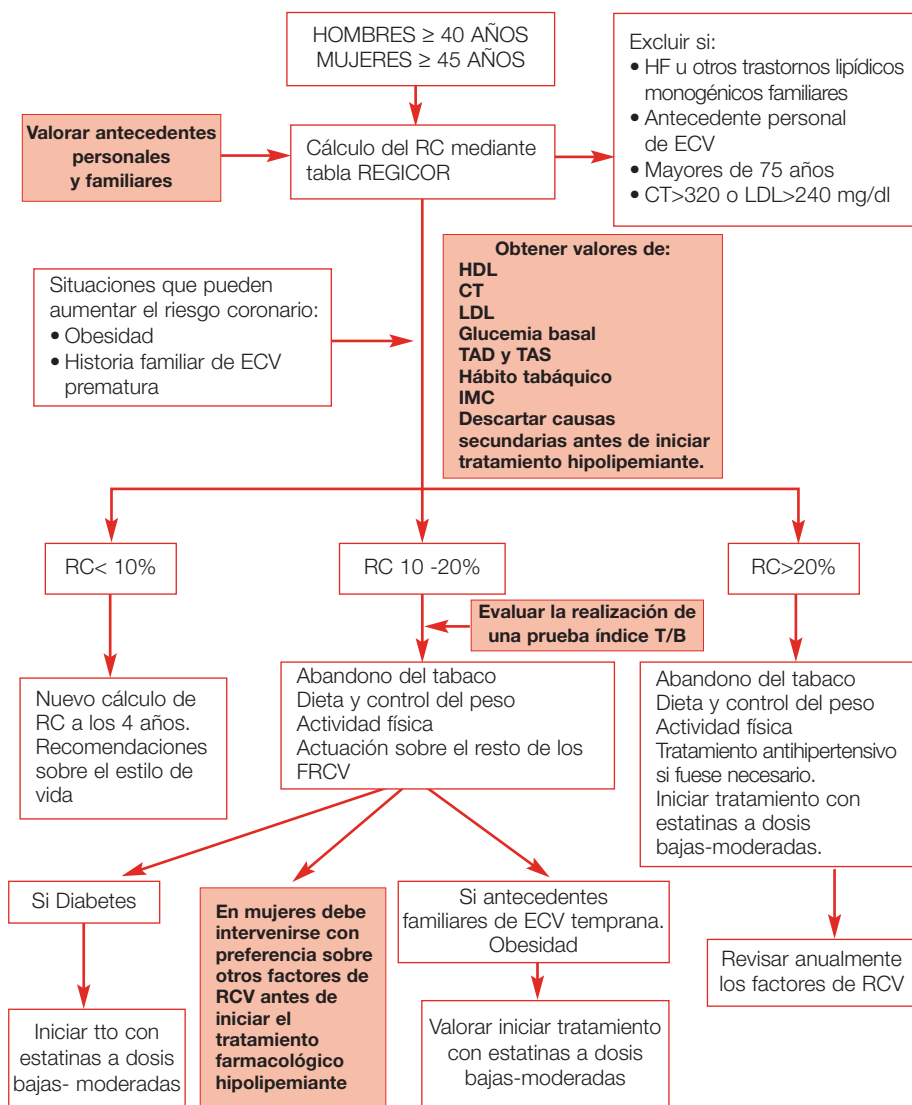 HOMBRES ≥ 40 AÑOS
MUJERES ≥ 45 AÑOS
Excluir si:
• HF u otros trastornos lipídicos
monogénicos familiares
• Antecedente personal
de ECV
• Mayores de 75 años
• CT>320 o LDL>240 mg/dl
Valorar antecedentes
personales
y familiares
Cálculo del RC mediante
tabla REGICOR
Obtener valores de:
HDL
CT
LDL
Glucemia basal
TAD y TAS
Hábito tabáquico
IMC
Descartar causas
secundarias antes de iniciar
tratamiento hipolipemiante.
Situaciones que pueden
aumentar el riesgo coronario:
• Obesidad
• Historia familiar de ECV
prematura
RC< 10%
RC 10 -20%
RC>20%
Evaluar la realización de
una prueba índice T/B
Nuevo cálculo de
RC a los 4 años.
Recomendaciones
sobre el estilo de
vida
Abandono del tabaco
Dieta y control del peso
Actividad física
Actuación sobre el resto de los
FRCV
Abandono del tabaco
Dieta y control del peso
Actividad física
Tratamiento antihipertensivo
si fuese necesario.
Iniciar tratamiento con
estatinas a dosis
bajas-moderadas.
Si Diabetes
En mujeres debe
intervenirse con
preferencia sobre
otros factores de
RCV antes de
iniciar el
tratamiento
farmacológico
hipolipemiante
Si antecedentes
familiares de ECV temprana.
Obesidad
Revisar anualmente
los factores de RCV
Iniciar tto con
estatinas a dosis
bajas- moderadas
Valorar iniciar tratamiento
con estatinas a dosis
bajas-moderadas